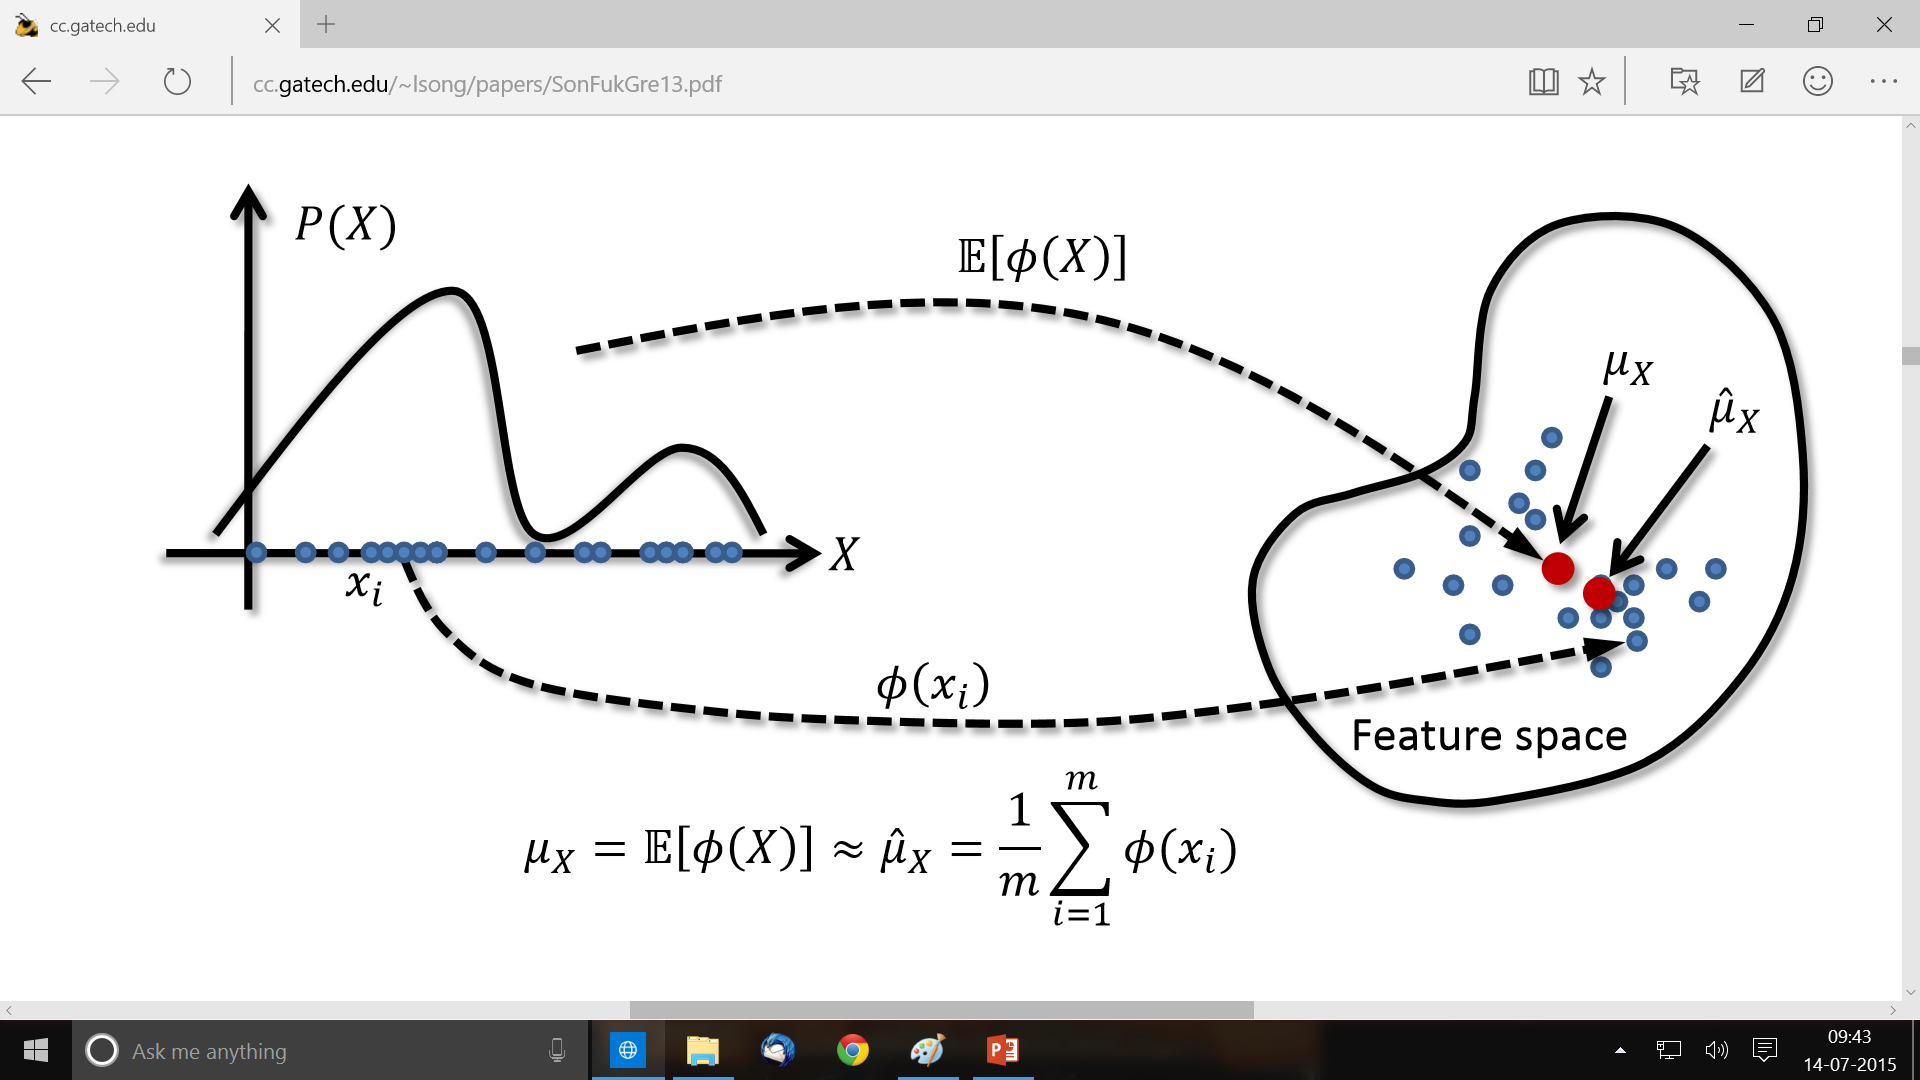 cc.gatech.edu
cc.gatech.edu/~lsong/papers/SonFukGre13.pdf
P(X)
𝔼[ϕ(X)]
μ_X
μ̂_X
X
x_i
ϕ(x_i)
Feature space
μ_X = 𝔼[ϕ(X)] ≈ μ̂_X = 1/m ∑_{i=1}^{m} ϕ(x_i)
Ask me anything
09:43
14-07-2015